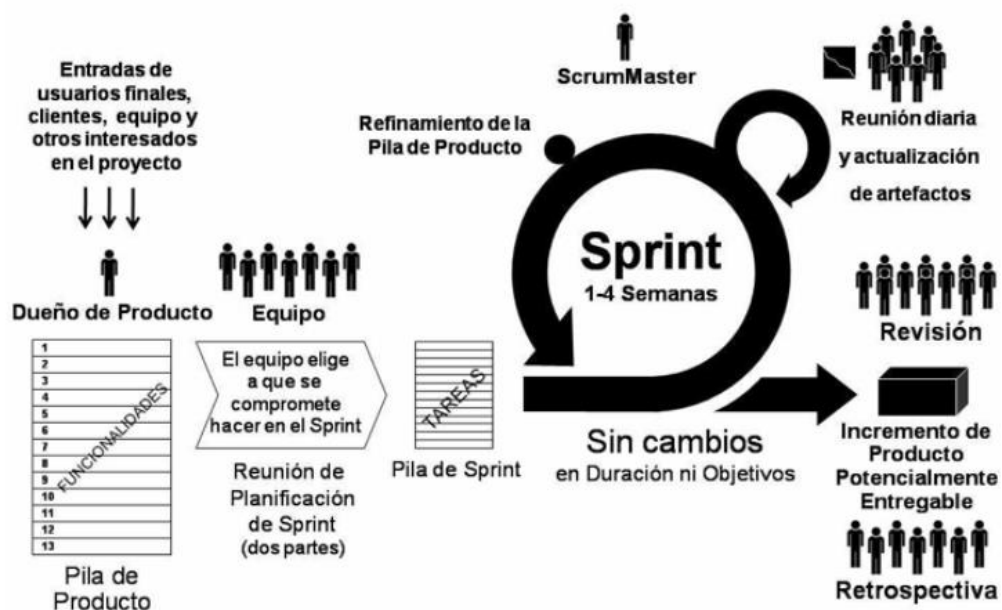 Entradas de
usuarios finales,
clientes, equipo y
otros interesados
en el proyecto
Dueño de Producto
1
2
3
4
5
6
7
8
9
10
11
12
13
FUNCIONALIDADES
Pila de
Producto
Equipo
El equipo elige
a que se
compromete
hacer en el Sprint
Reunión de
Planificación
de Sprint
(dos partes)
TAREAS
Pila de Sprint
ScrumMaster
Refinamiento de la
Pila de Producto
Sprint
1-4 Semanas
Sin cambios
en Duración ni Objetivos
Reunión diaria
y actualización
de artefactos
Revisión
Incremento de
Producto
Potencialmente
Entregable
Retrospectiva